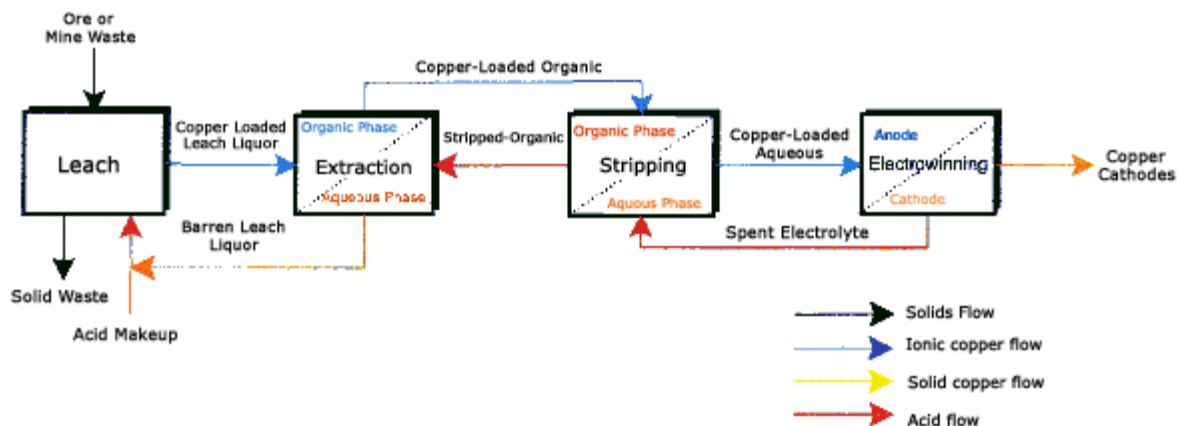 Ore or
Mine Waste
Copper-Loaded Organic
Leach
Copper Loaded
Leach Liquor
Organic Phase
Extraction
Aqueous Phase
Stripped-Organic
Organic Phase
Stripping
Aquous Phase
Copper-Loaded
Aqueous
Anode
Electrowinning
Cathode
Copper
Cathodes
Barren Leach
Liquor
Spent Electrolyte
Solid Waste
Acid Makeup
Solids Flow
Ionic copper flow
Solid copper flow
Acid flow